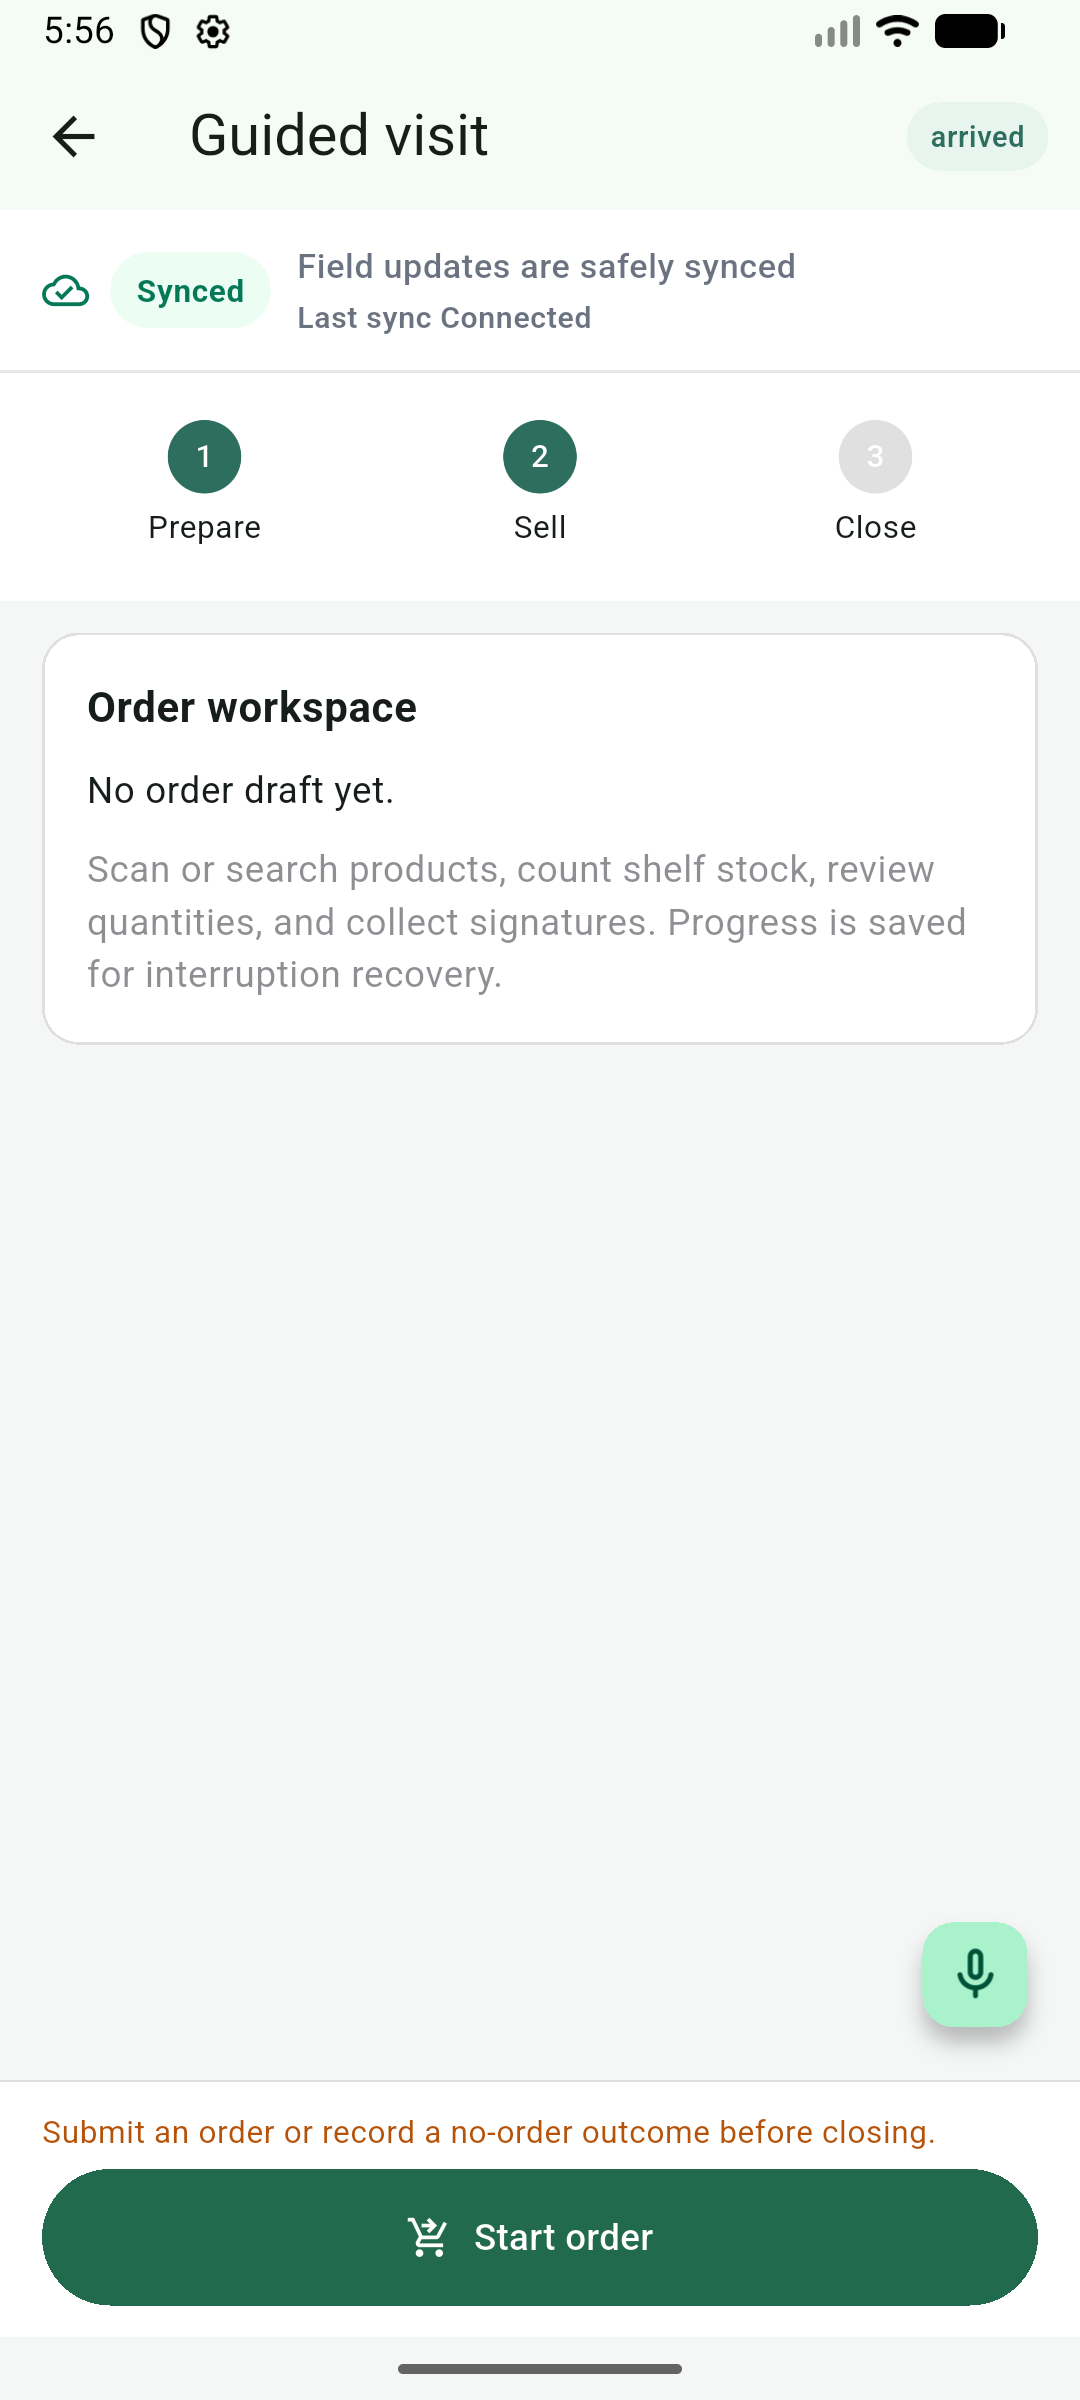 5:56
Guided visit
arrived
Synced
Field updates are safely synced
Last sync Connected
1
2
3
Prepare
Sell
Close
Order workspace
No order draft yet.
Scan or search products, count shelf stock, review
quantities, and collect signatures. Progress is saved
for interruption recovery.
Submit an order or record a no-order outcome before closing.
Start order